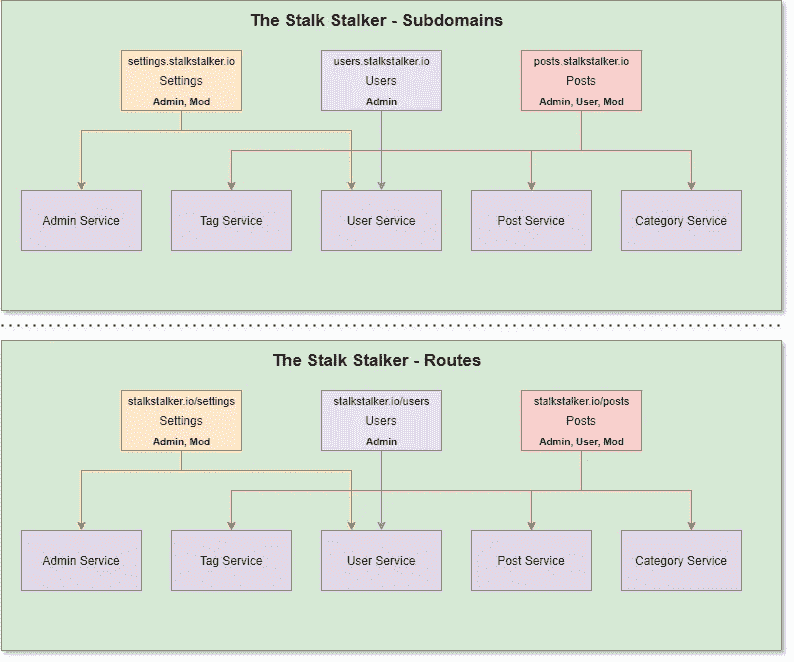 The Stalk Stalker - Subdomains
settings.stalkstalker.io
Settings
Admin, Mod
users.stalkstalker.io
Users
Admin
posts.stalkstalker.io
Posts
Admin, User, Mod
Admin Service
Tag Service
User Service
Post Service
Category Service
The Stalk Stalker - Routes
stalkstalker.io/settings
Settings
Admin, Mod
stalkstalker.io/users
Users
Admin
stalkstalker.io/posts
Posts
Admin, User, Mod
Admin Service
Tag Service
User Service
Post Service
Category Service